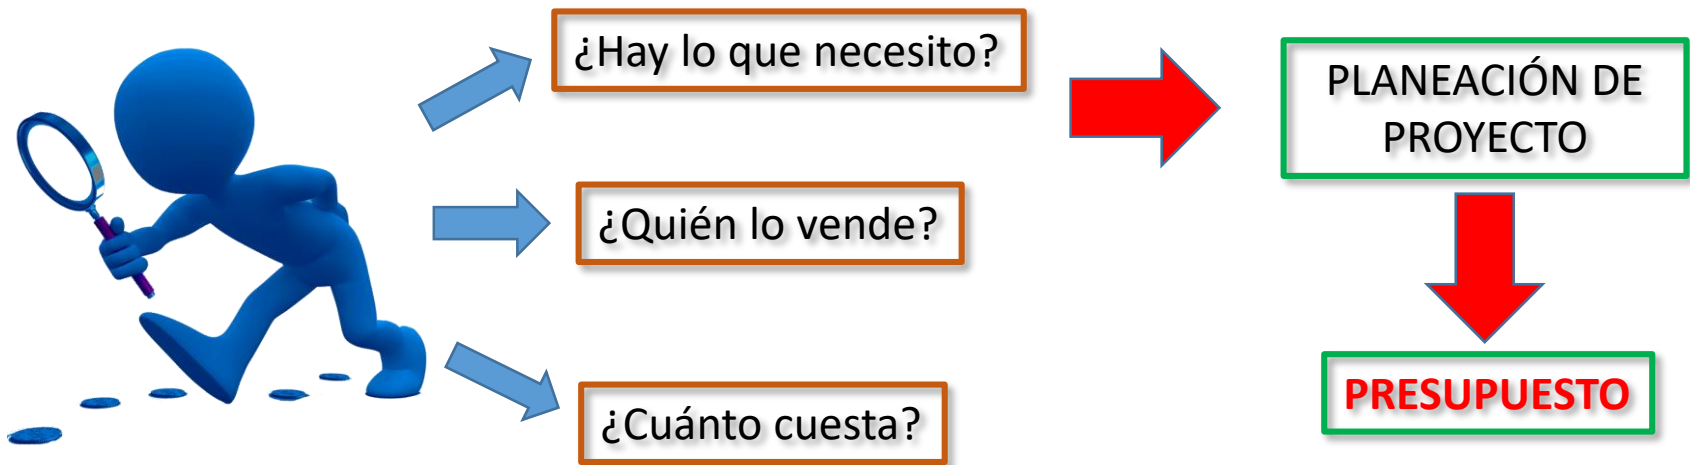 ¿Hay lo que necesito?
¿Quién lo vende?
¿Cuánto cuesta?
PLANEACIÓN DE
PROYECTO
PRESUPUESTO